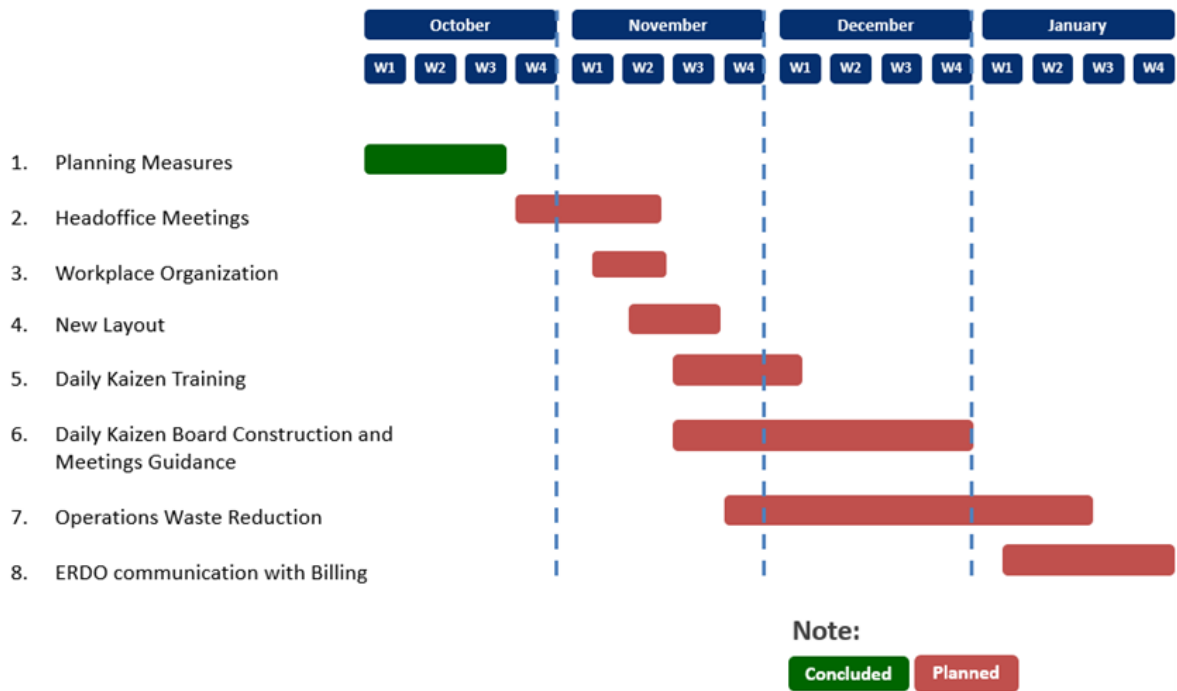 October November December January
W1 W2 W3 W4 W1 W2 W3 W4 W1 W2 W3 W4 W1 W2 W3 W4
1. Planning Measures
2. Headoffice Meetings
3. Workplace Organization
4. New Layout
5. Daily Kaizen Training
6. Daily Kaizen Board Construction and
Meetings Guidance
7. Operations Waste Reduction
8. ERDO communication with Billing
Note:
Concluded Planned